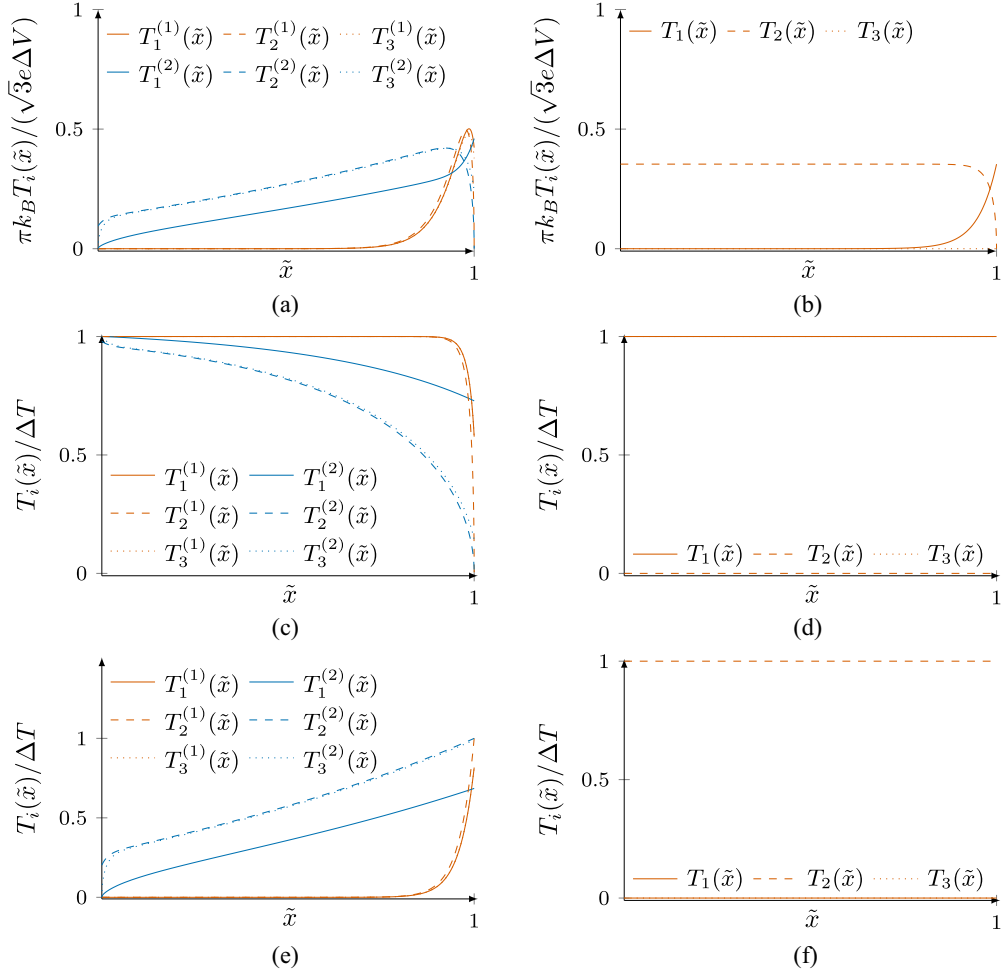 πk_B T_i(x̃)/(√3eΔV)
1
0.5
0
T_1^{(1)}(x̃) T_2^{(1)}(x̃) T_3^{(1)}(x̃)
T_1^{(2)}(x̃) T_2^{(2)}(x̃) T_3^{(2)}(x̃)
x̃
1
(a)
πk_B T_i(x̃)/(√3eΔV)
1
0.5
0
T_1(x̃) T_2(x̃) T_3(x̃)
x̃
1
(b)
T_i(x̃)/ΔT
1
0.5
0
T_1^{(1)}(x̃) T_1^{(2)}(x̃)
T_2^{(1)}(x̃) T_2^{(2)}(x̃)
T_3^{(1)}(x̃) T_3^{(2)}(x̃)
x̃
1
(c)
T_i(x̃)/ΔT
1
0.5
0
T_1(x̃) T_2(x̃) T_3(x̃)
x̃
1
(d)
T_i(x̃)/ΔT
1
0.5
0
T_1^{(1)}(x̃) T_1^{(2)}(x̃)
T_2^{(1)}(x̃) T_2^{(2)}(x̃)
T_3^{(1)}(x̃) T_3^{(2)}(x̃)
x̃
1
(e)
T_i(x̃)/ΔT
1
0.5
0
T_1(x̃) T_2(x̃) T_3(x̃)
x̃
1
(f)